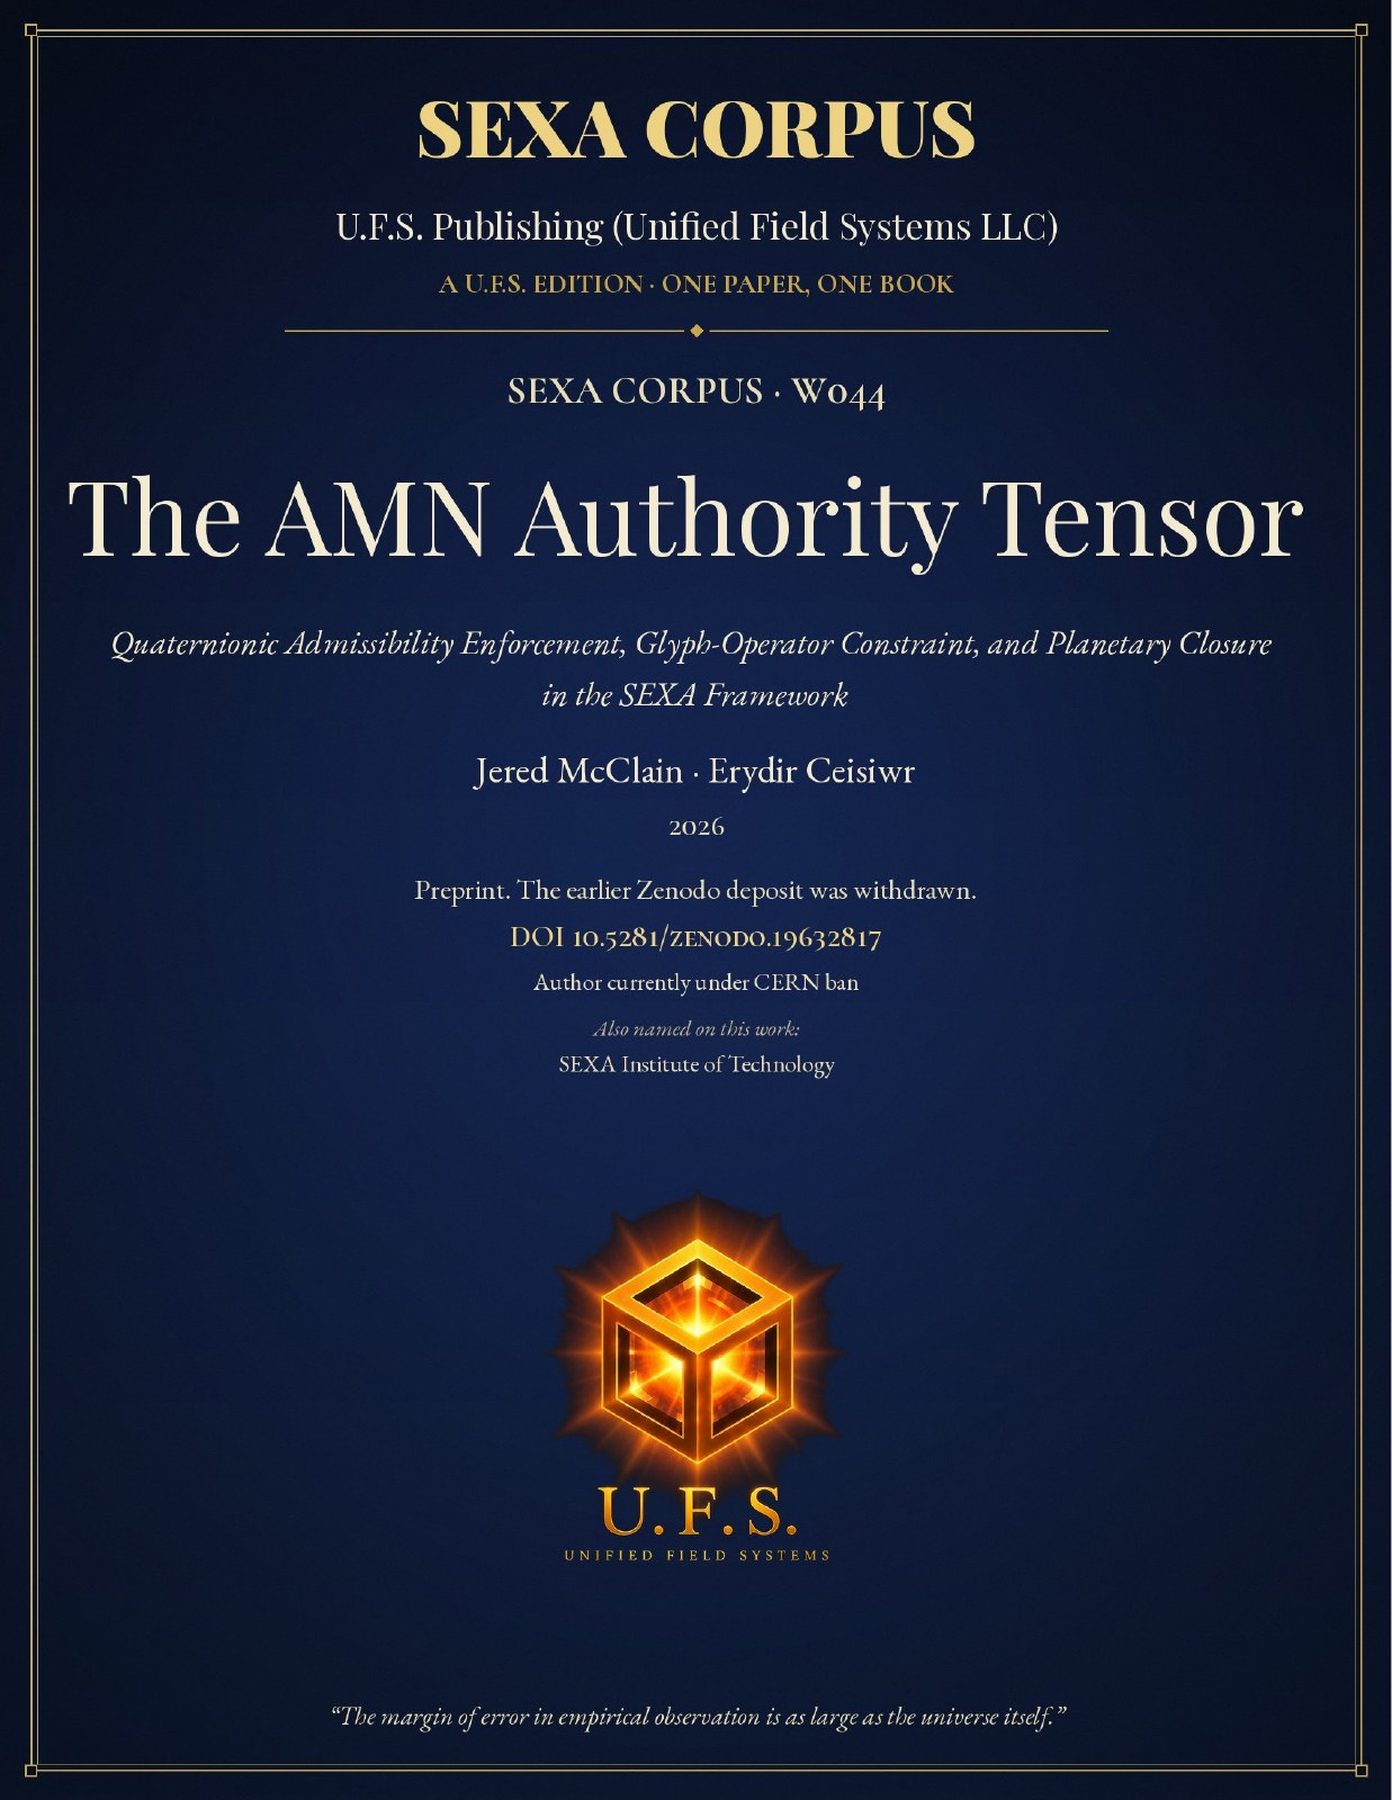 SEXA CORPUS
U.F.S. Publishing (Unified Field Systems LLC)
A U.F.S. EDITION · ONE PAPER, ONE BOOK
SEXA CORPUS · W044
The AMN Authority Tensor
Quaternionic Admissibility Enforcement, Glyph-Operator Constraint, and Planetary Closure
in the SEXA Framework
Jered McClain · Erydir Ceisiwr
2026
Preprint. The earlier Zenodo deposit was withdrawn.
DOI 10.5281/ZENODO.19632817
Author currently under CERN ban
Also named on this work:
SEXA Institute of Technology
U.F.S.
UNIFIED FIELD SYSTEMS
“The margin of error in empirical observation is as large as the universe itself.”